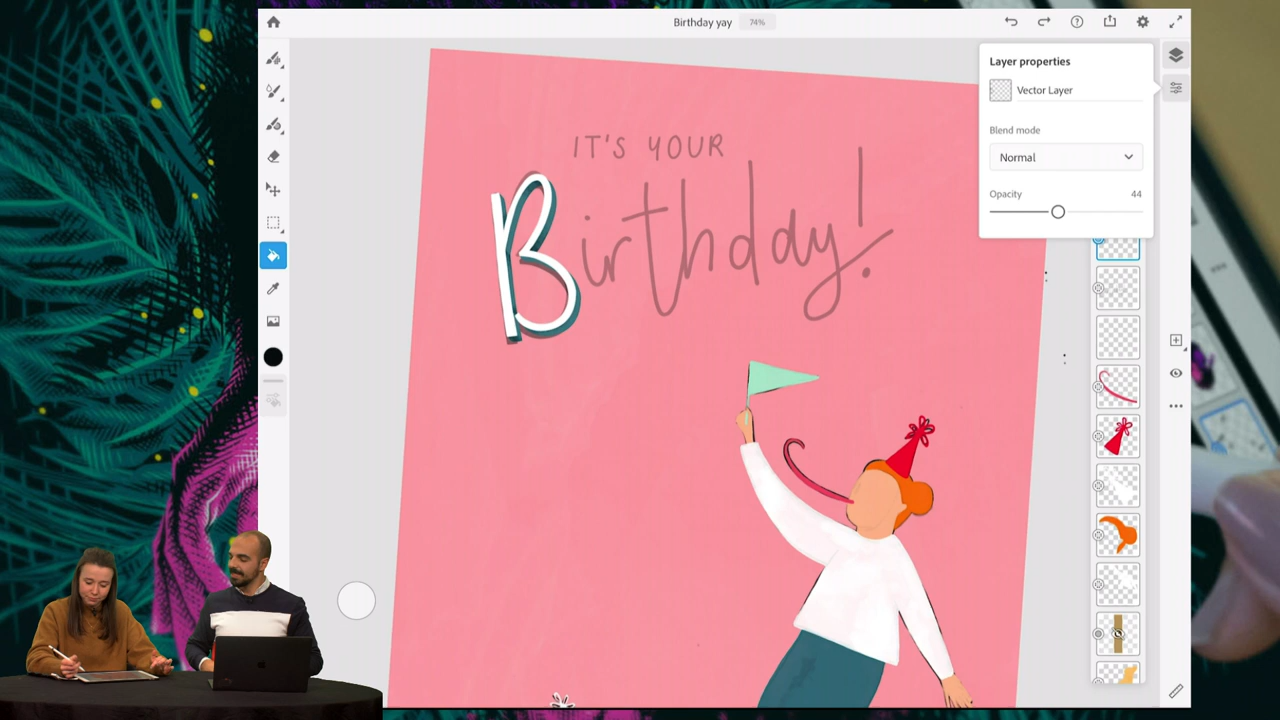 Birthday yay 74%
Layer properties
Vector Layer
Blend mode
Normal
Opacity 44
IT'S YOUR
Birthday!